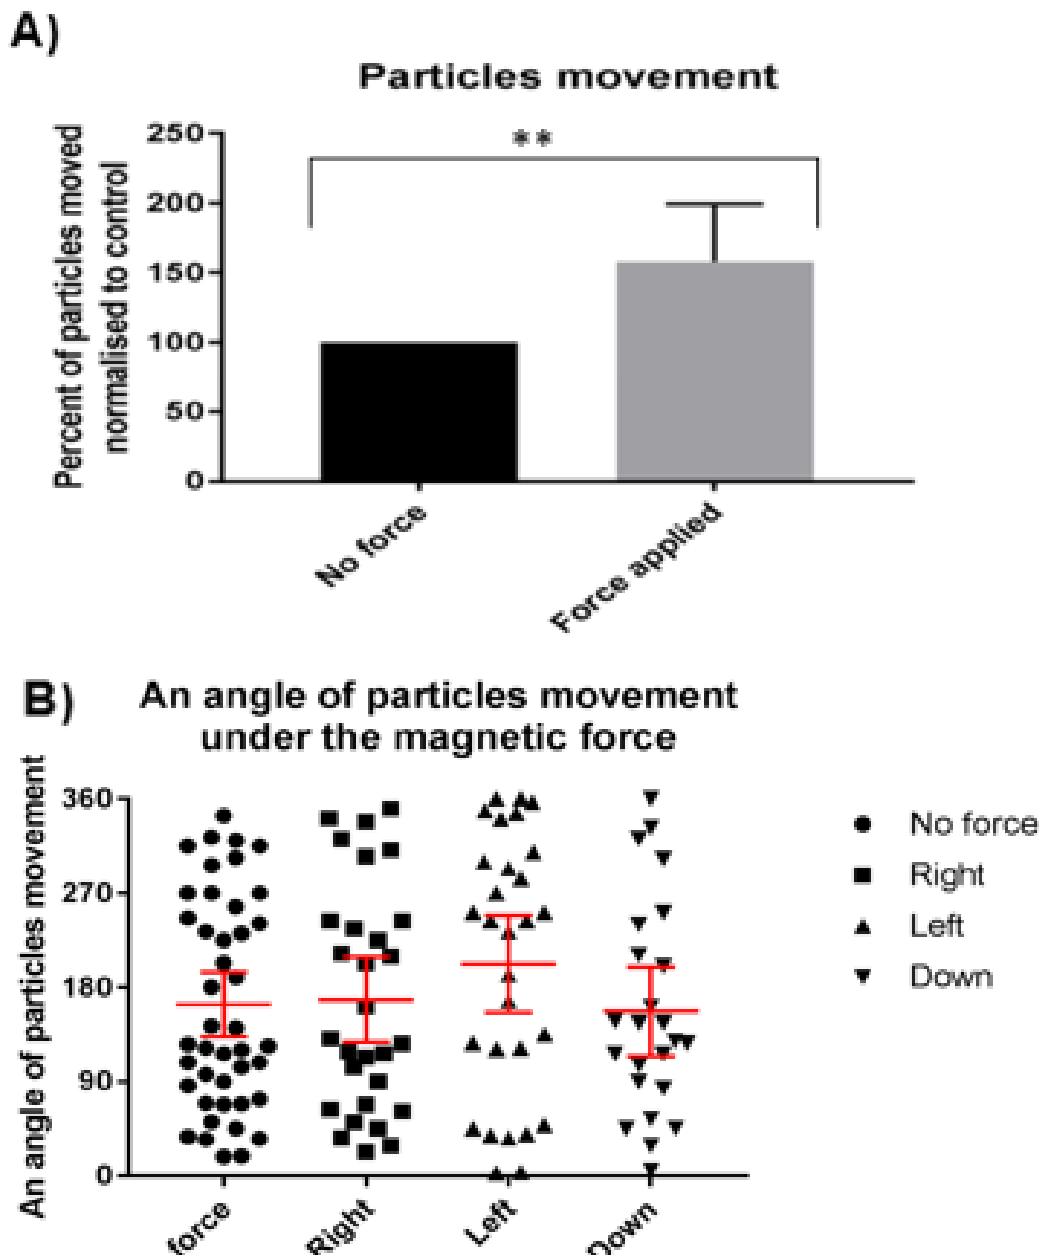 A)
Particles movement
Percent of particles moved
normalised to control
250
200
150
100
50
0
**
No force
Force applied
B)
An angle of particles movement
under the magnetic force
An angle of particles movement
360
270
180
90
0
force
Right
Left
Down
No force
Right
Left
Down